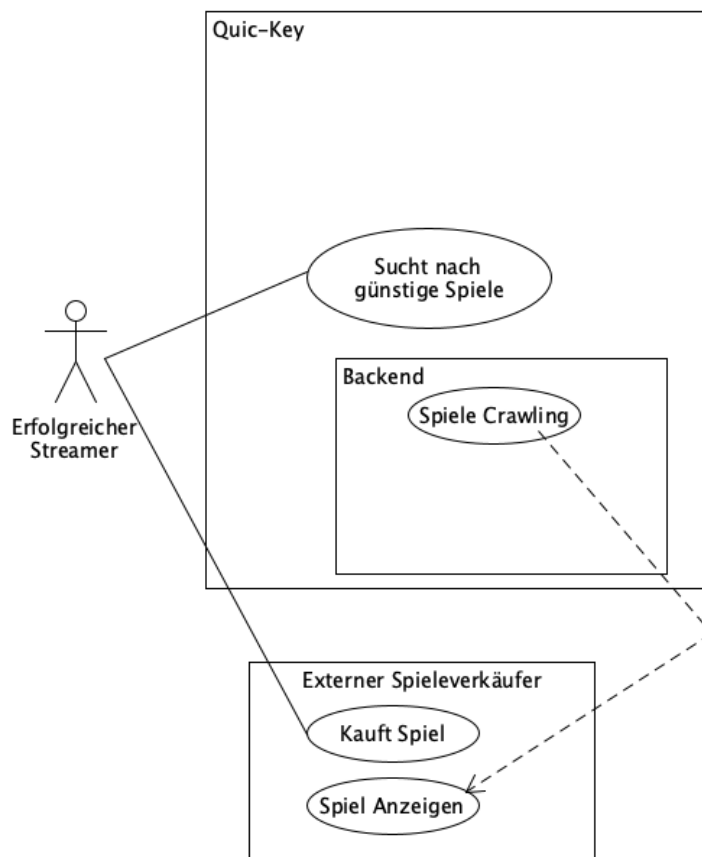 Quic-Key
Sucht nach
günstige Spiele
Backend
Spiele Crawling
Erfolgreicher
Streamer
Externer Spieleverkäufer
Kauft Spiel
Spiel Anzeigen